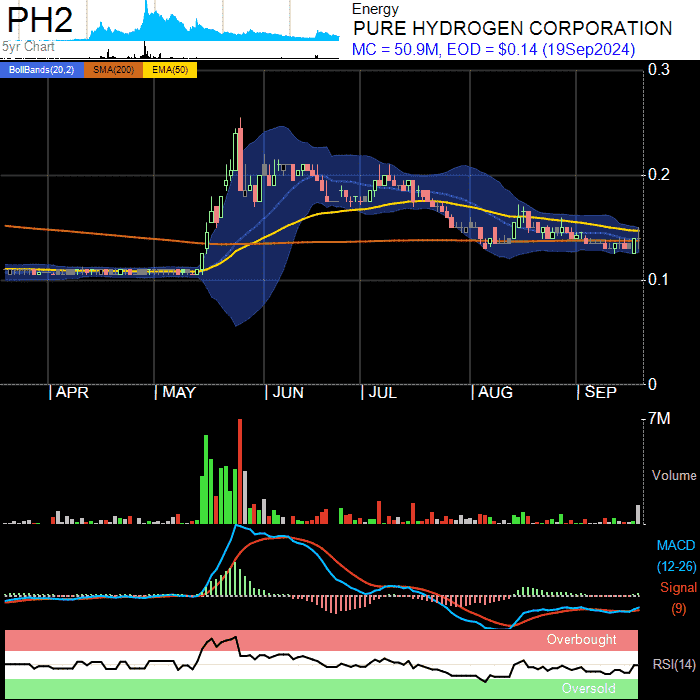 PH2
5yr Chart
Energy
PURE HYDROGEN CORPORATION
MC = 50.9M, EOD = $0.14 (19Sep2024)
BollBands(20,2) SMA(200) EMA(50)
0.3
0.2
0.1
0
APR MAY JUN JUL AUG SEP
7M
Volume
MACD
(12-26)
Signal
(9)
Overbought
RSI(14)
Oversold